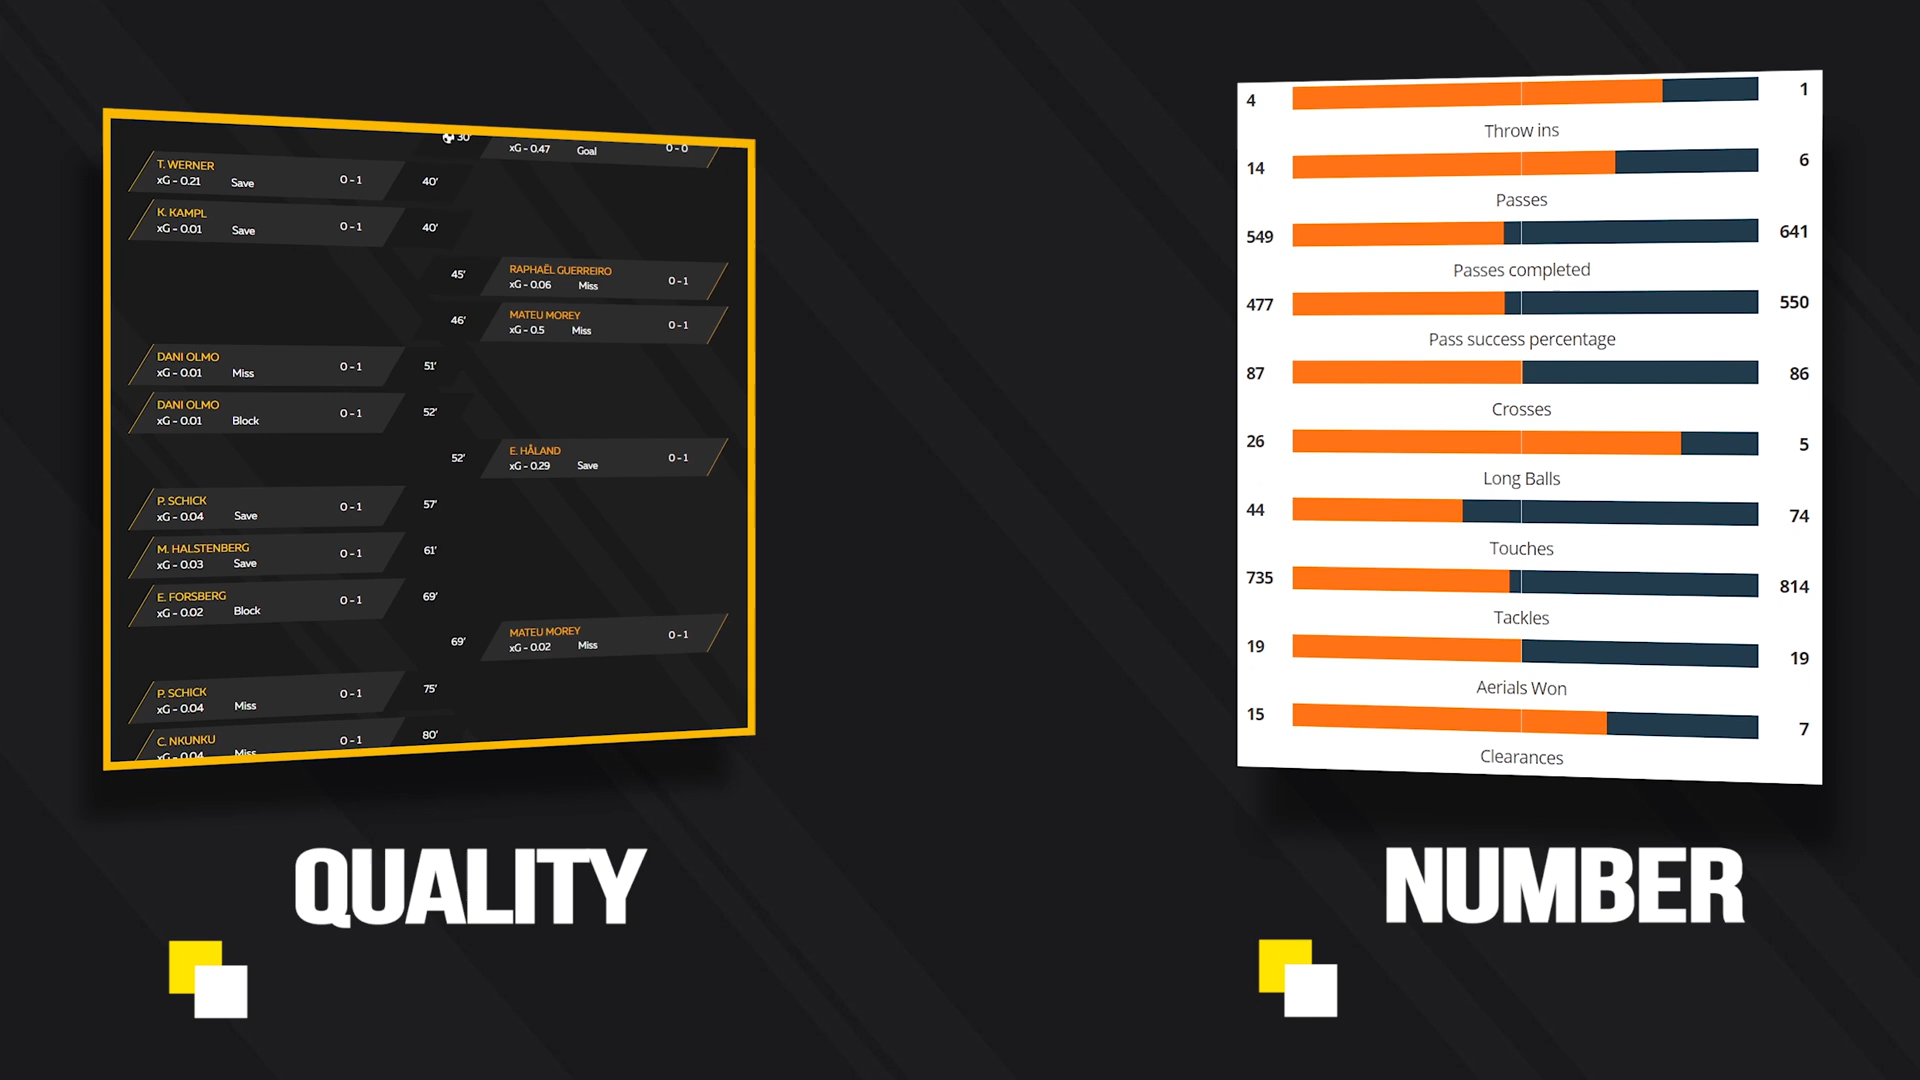 30'
xG - 0.47 Goal 0 - 0
T. WERNER
xG - 0.21 Save 0 - 1 40'
K. KAMPL
xG - 0.01 Save 0 - 1 40'
45' RAPHAËL GUERREIRO
xG - 0.06 Miss 0 - 1
46' MATEU MOREY
xG - 0.5 Miss 0 - 1
DANI OLMO
xG - 0.01 Miss 0 - 1 51'
DANI OLMO
xG - 0.01 Block 0 - 1 52'
52' E. HÅLAND
xG - 0.29 Save 0 - 1
P. SCHICK
xG - 0.04 Save 0 - 1 57'
M. HALSTENBERG
xG - 0.03 Save 0 - 1 61'
E. FORSBERG
xG - 0.02 Block 0 - 1 69'
69' MATEU MOREY
xG - 0.02 Miss 0 - 1
P. SCHICK
xG - 0.04 Miss 0 - 1 75'
C. NKUNKU
xG - 0.04 Miss 0 - 1 80'
QUALITY
4 1
Throw ins
14 6
Passes
549 641
Passes completed
477 550
Pass success percentage
87 86
Crosses
26 5
Long Balls
44 74
Touches
735 814
Tackles
19 19
Aerials Won
15 7
Clearances
NUMBER